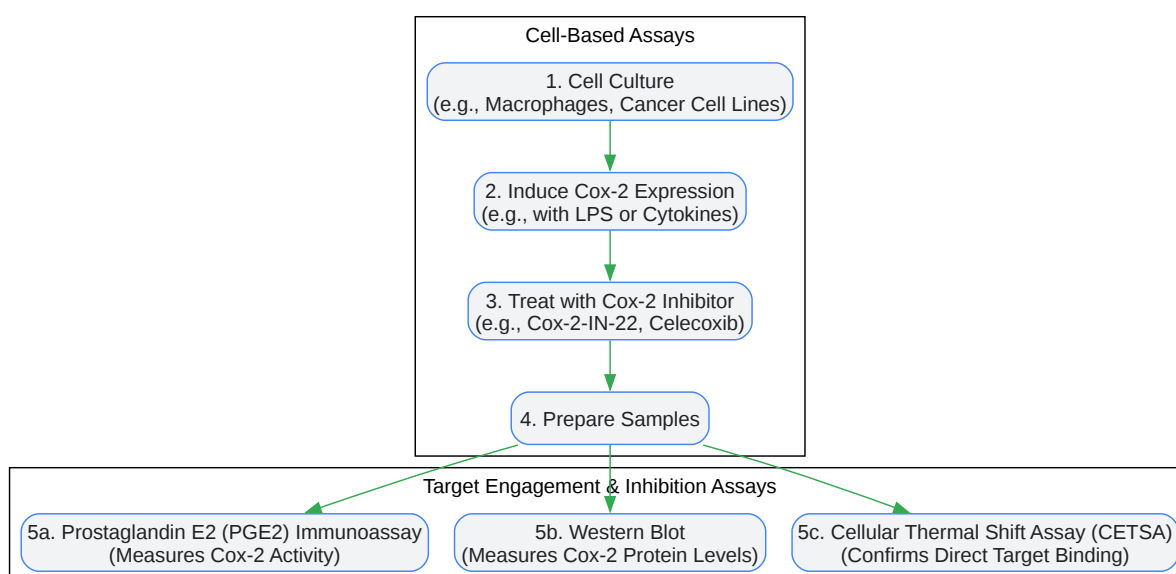 Cell-Based Assays
1. Cell Culture
(e.g., Macrophages, Cancer Cell Lines)
2. Induce Cox-2 Expression
(e.g., with LPS or Cytokines)
3. Treat with Cox-2 Inhibitor
(e.g., Cox-2-IN-22, Celecoxib)
4. Prepare Samples
Target Engagement & Inhibition Assays
5a. Prostaglandin E2 (PGE2) Immunoassay
(Measures Cox-2 Activity)
5b. Western Blot
(Measures Cox-2 Protein Levels)
5c. Cellular Thermal Shift Assay (CETSA)
(Confirms Direct Target Binding)